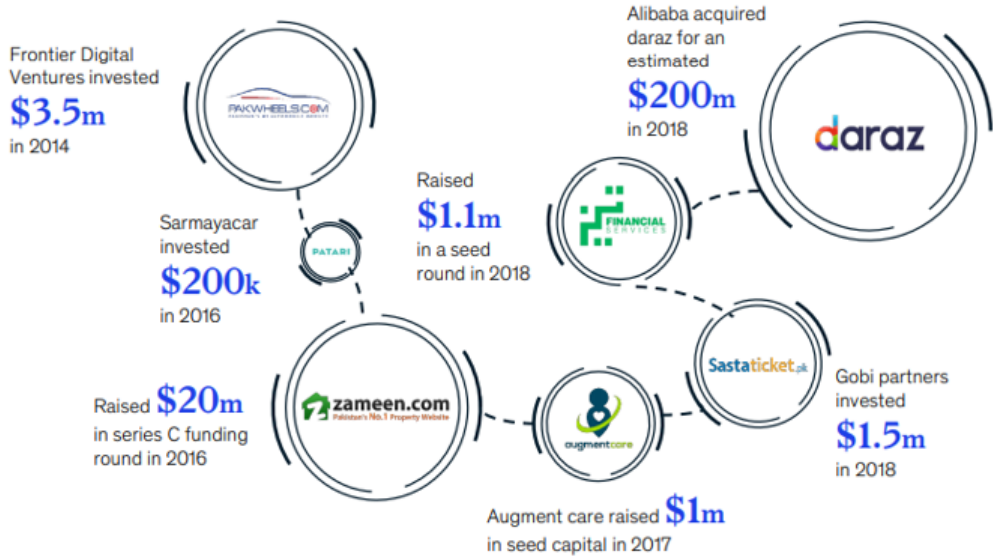 Frontier Digital
Ventures invested
$3.5m
in 2014
PAKWHEELS.COM
Sarmayacar
invested
$200k
in 2016
PATARI
Raised $20m
in series C funding
round in 2016
zameen.com
Pakistan's No.1 Property Website
augmentcare
Augment care raised $1m
in seed capital in 2017
Sastaticket.pk
Gobi partners
invested
$1.5m
in 2018
Raised
$1.1m
in a seed
round in 2018
FINANCIAL
SERVICES
Alibaba acquired
daraz for an
estimated
$200m
in 2018
daraz